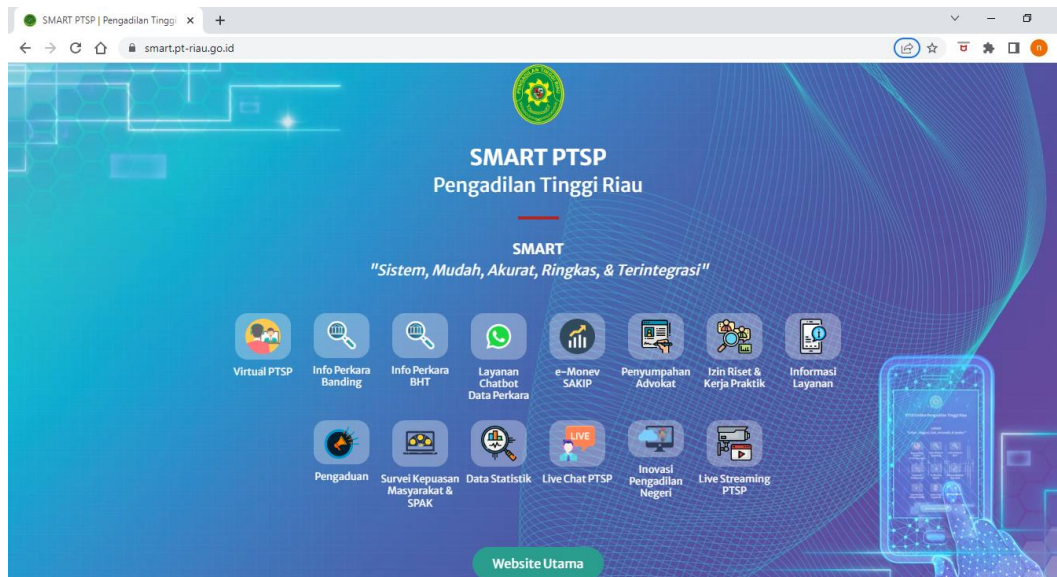 SMART PTSP | Pengadilan Tinggi
smart.pt-riau.go.id
n
SMART PTSP
Pengadilan Tinggi Riau
SMART
"Sistem, Mudah, Akurat, Ringkas, & Terintegrasi"
Virtual PTSP
Info Perkara
Banding
Info Perkara
BHT
Layanan
Chatbot
Data Perkara
e-Monev
SAKIP
Penyumpahan
Advokat
Izin Riset &
Kerja Praktik
Informasi
Layanan
Pengaduan
Survei Kepuasan
Masyarakat &
SPAK
Data Statistik
LIVE
Live Chat PTSP
Inovasi
Pengadilan
Negeri
Live Streaming
PTSP
Website Utama